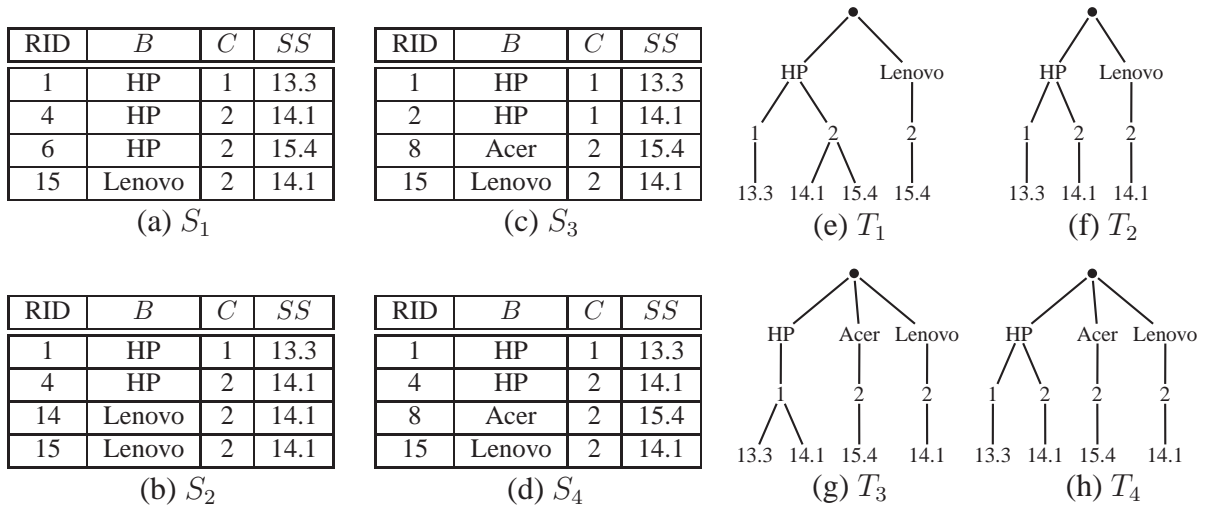 RID B C SS
1 HP 1 13.3
4 HP 2 14.1
6 HP 2 15.4
15 Lenovo 2 14.1
(a) S1
RID B C SS
1 HP 1 13.3
2 HP 1 14.1
8 Acer 2 15.4
15 Lenovo 2 14.1
(c) S3
HP Lenovo
1 2 2
13.3 14.1 15.4 15.4
(e) T1
HP Lenovo
1 2 2
13.3 14.1 14.1
(f) T2
RID B C SS
1 HP 1 13.3
4 HP 2 14.1
14 Lenovo 2 14.1
15 Lenovo 2 14.1
(b) S2
RID B C SS
1 HP 1 13.3
4 HP 2 14.1
8 Acer 2 15.4
15 Lenovo 2 14.1
(d) S4
HP Acer Lenovo
1 2 2
13.3 14.1 15.4 14.1
(g) T3
HP Acer Lenovo
1 2 2 2
13.3 14.1 15.4 14.1
(h) T4